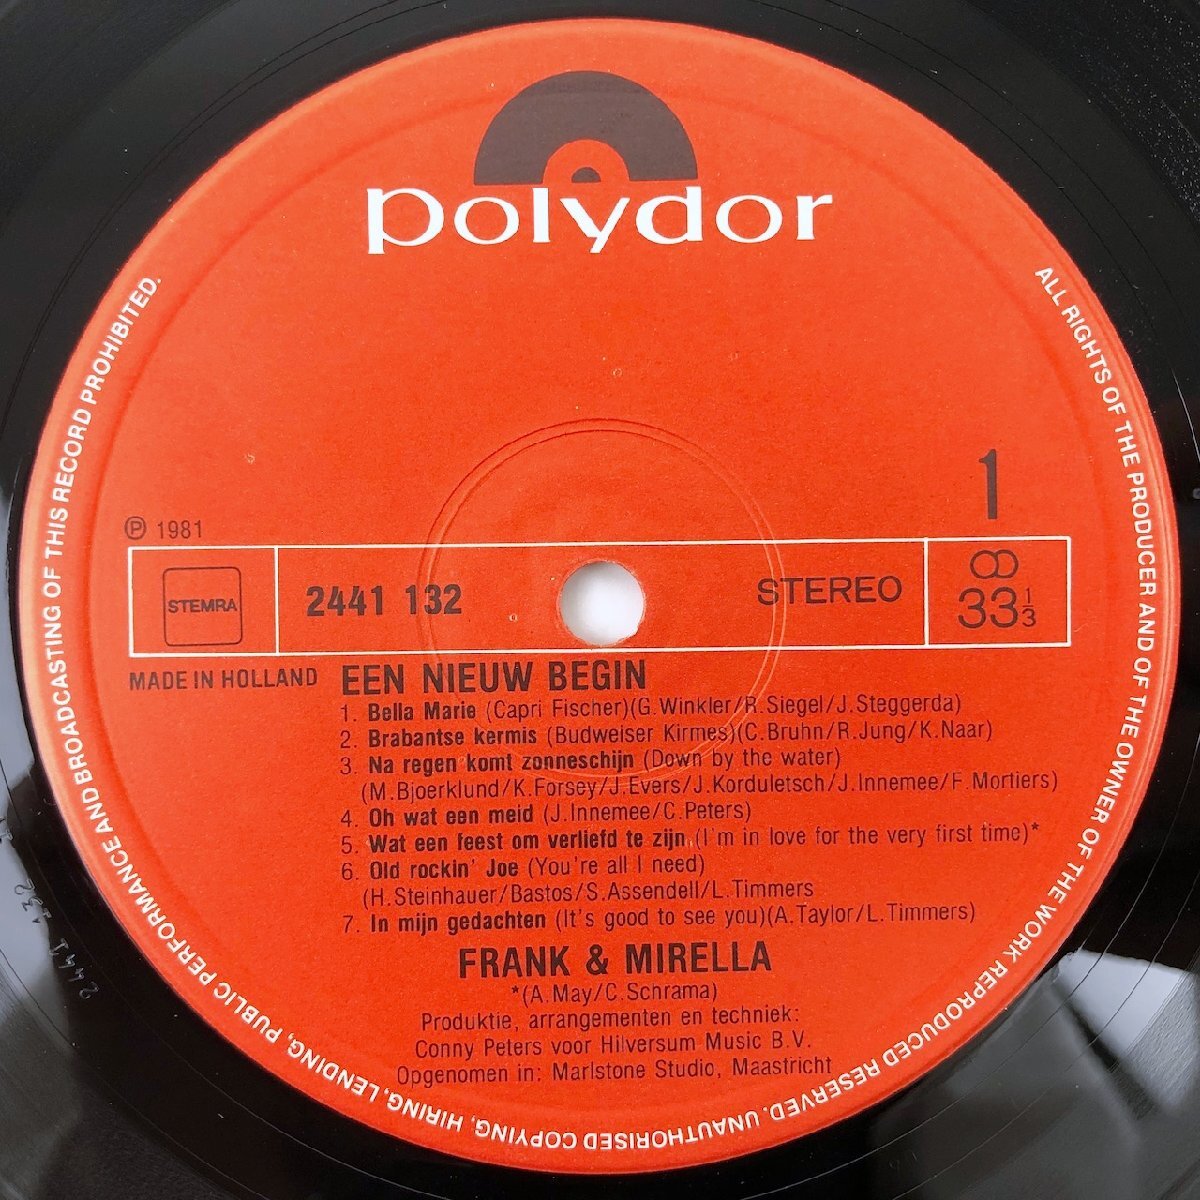 polydor
ALL RIGHTS OF THE PRODUCER AND OF THE OWNER OF THE WORK REPRODUCED RESERVED. UNAUTHORISED COPYING, HIRING, LENDING, PUBLIC PERFORMANCE AND BROADCASTING OF THIS RECORD PROHIBITED.
1
℗ 1981
STEMRA
2441 132
STEREO
33⅓
MADE IN HOLLAND
EEN NIEUW BEGIN
1. Bella Marie (Capri Fischer)(G.Winkler/R.Siegel/J.Steggerda)
2. Brabantse kermis (Budweiser Kirmes)(C.Bruhn/R.Jung/K.Naar)
3. Na regen komt zonneschijn (Down by the water)
(M.Bjoerklund/K.Forsey/J.Evers/J.Korduletsch/J.Innemee/F.Mortiers)
4. Oh wat een meid (J.Innemee/C.Peters)
5. Wat een feest om verliefd te zijn (I'm in love for the very first time)*
6. Old rockin' Joe (You're all I need)
(H.Steinhauer/Bastos/S.Assendell/L.Timmers
7. In mijn gedachten (It's good to see you)(A.Taylor/L.Timmers)
FRANK & MIRELLA
*(A.May/C.Schrama)
Produktie, arrangementen en techniek:
Conny Peters voor Hilversum Music B.V.
Opgenomen in: Marlstone Studio, Maastricht